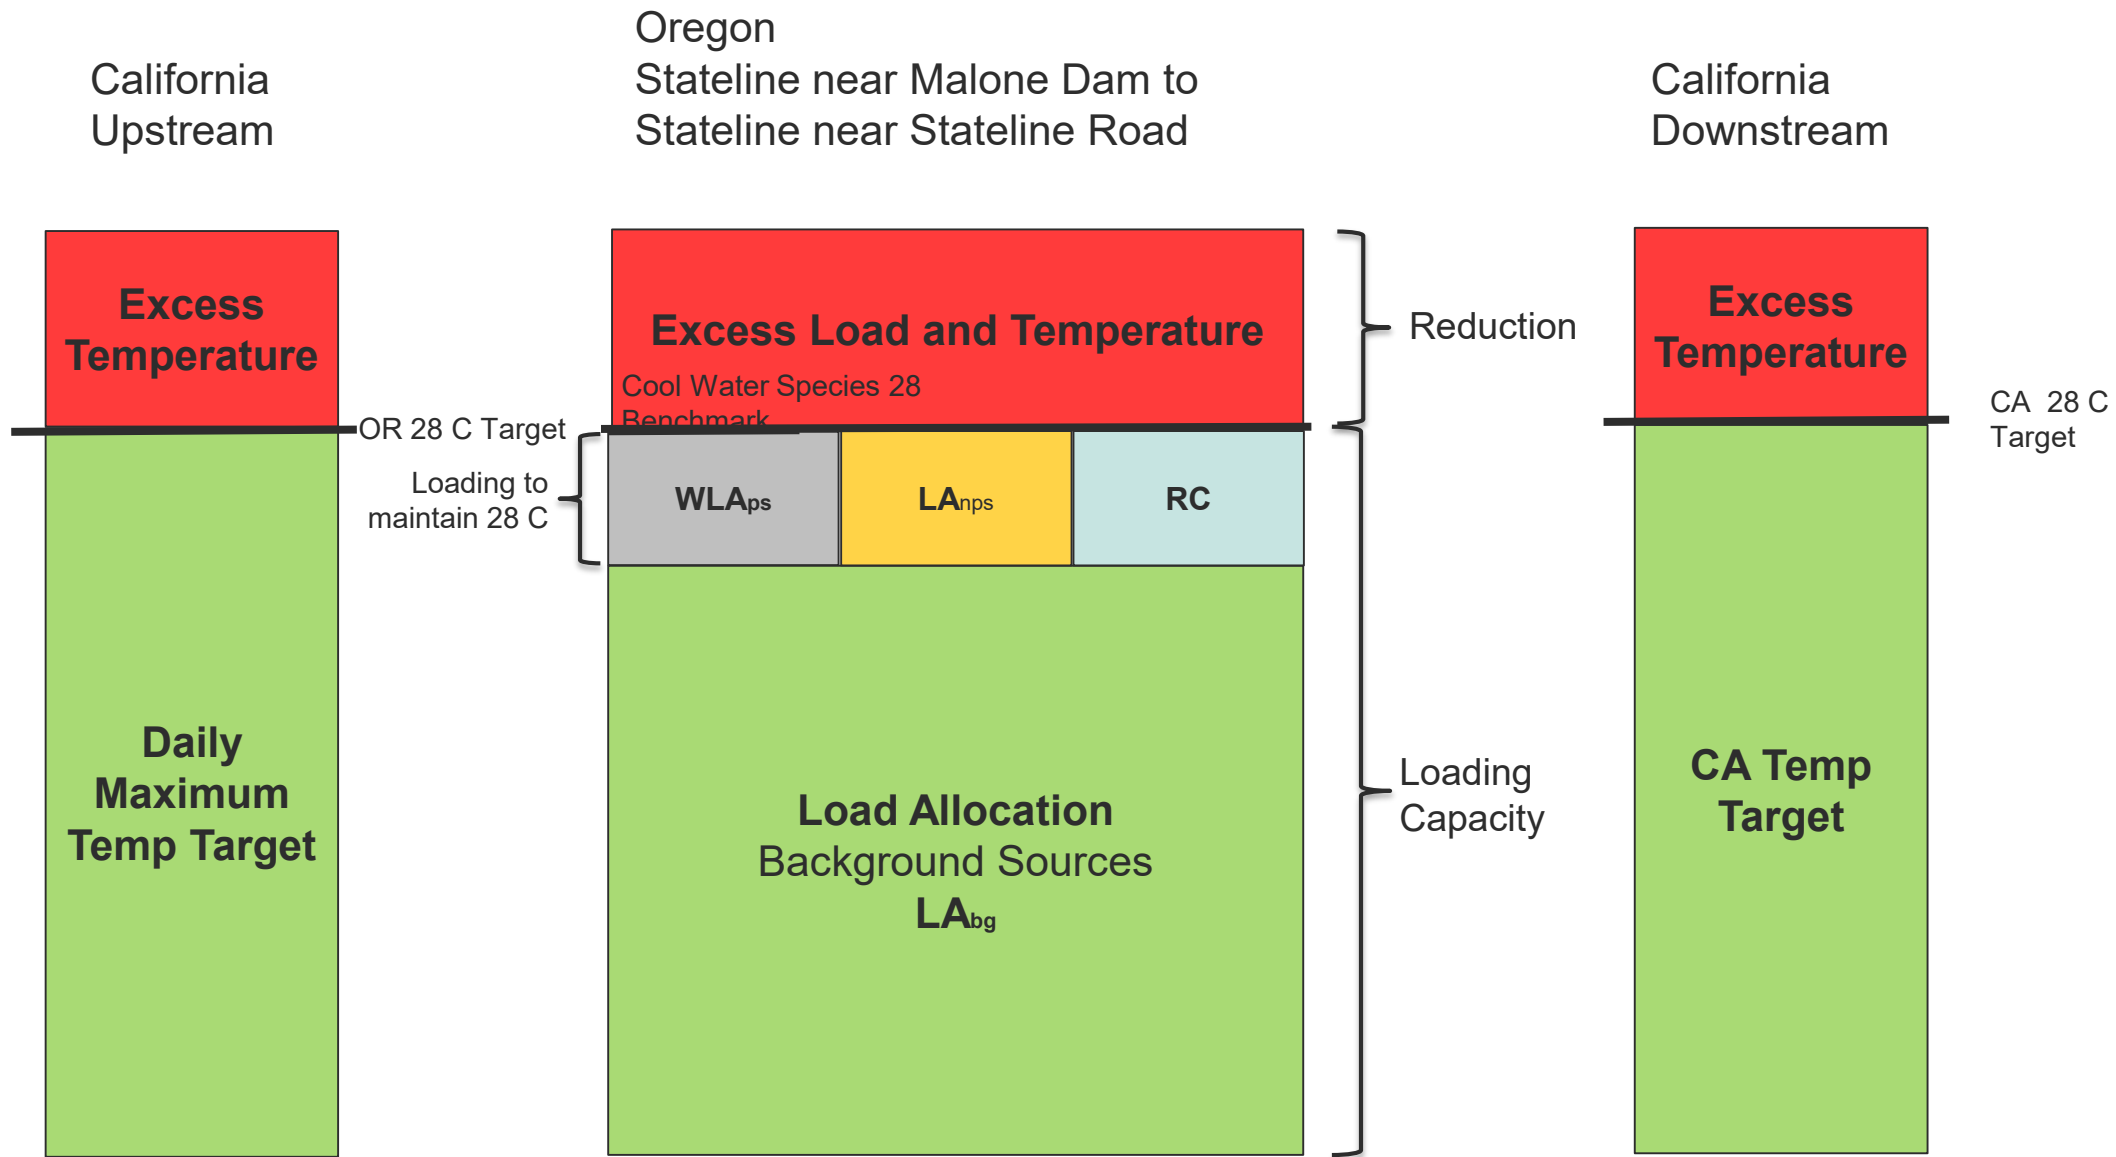 California
Upstream
Oregon
Stateline near Malone Dam to
Stateline near Stateline Road
California
Downstream
Excess
Temperature
Excess Load and Temperature
Cool Water Species 28
Benchmark
Reduction
Excess
Temperature
OR 28 C Target
CA 28 C
Target
Loading to
maintain 28 C
WLAps
LAnps
RC
Daily
Maximum
Temp Target
Load Allocation
Background Sources
LAbg
Loading
Capacity
CA Temp
Target